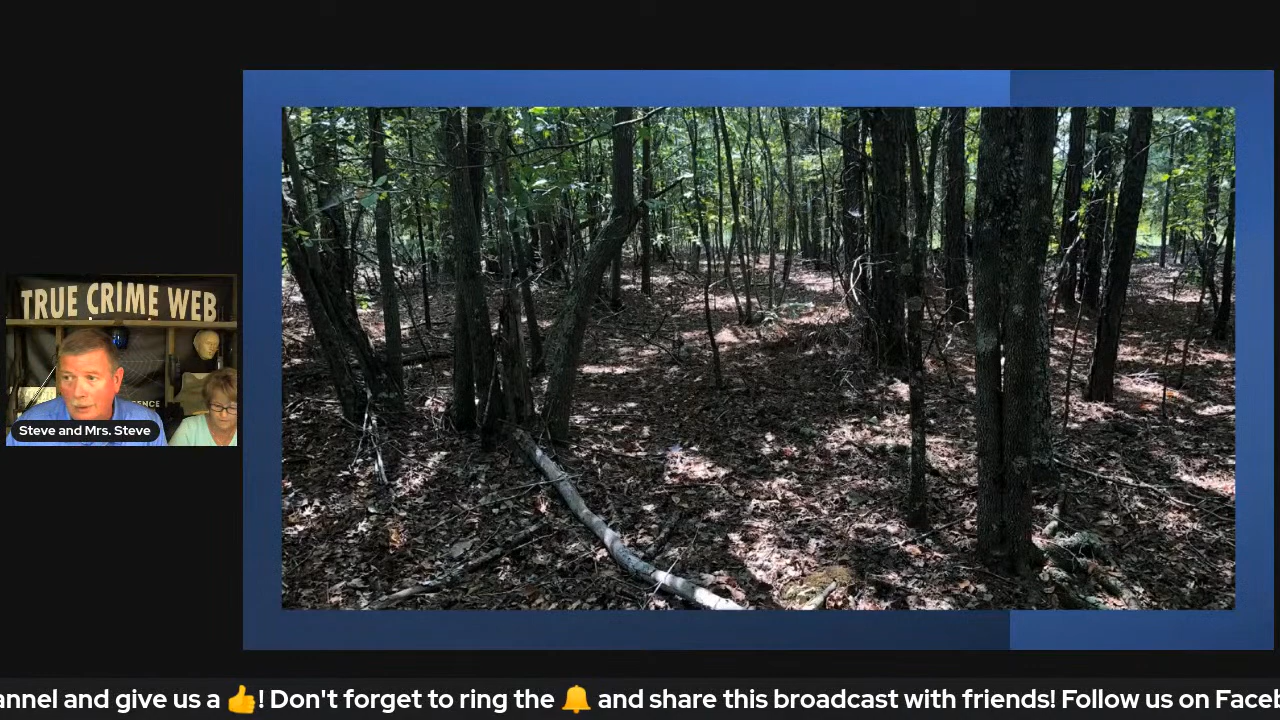 TRUE CRIME WEB
ENCE
Steve and Mrs. Steve
annel and give us a 👍! Don't forget to ring the 🔔 and share this broadcast with friends! Follow us on Faceb